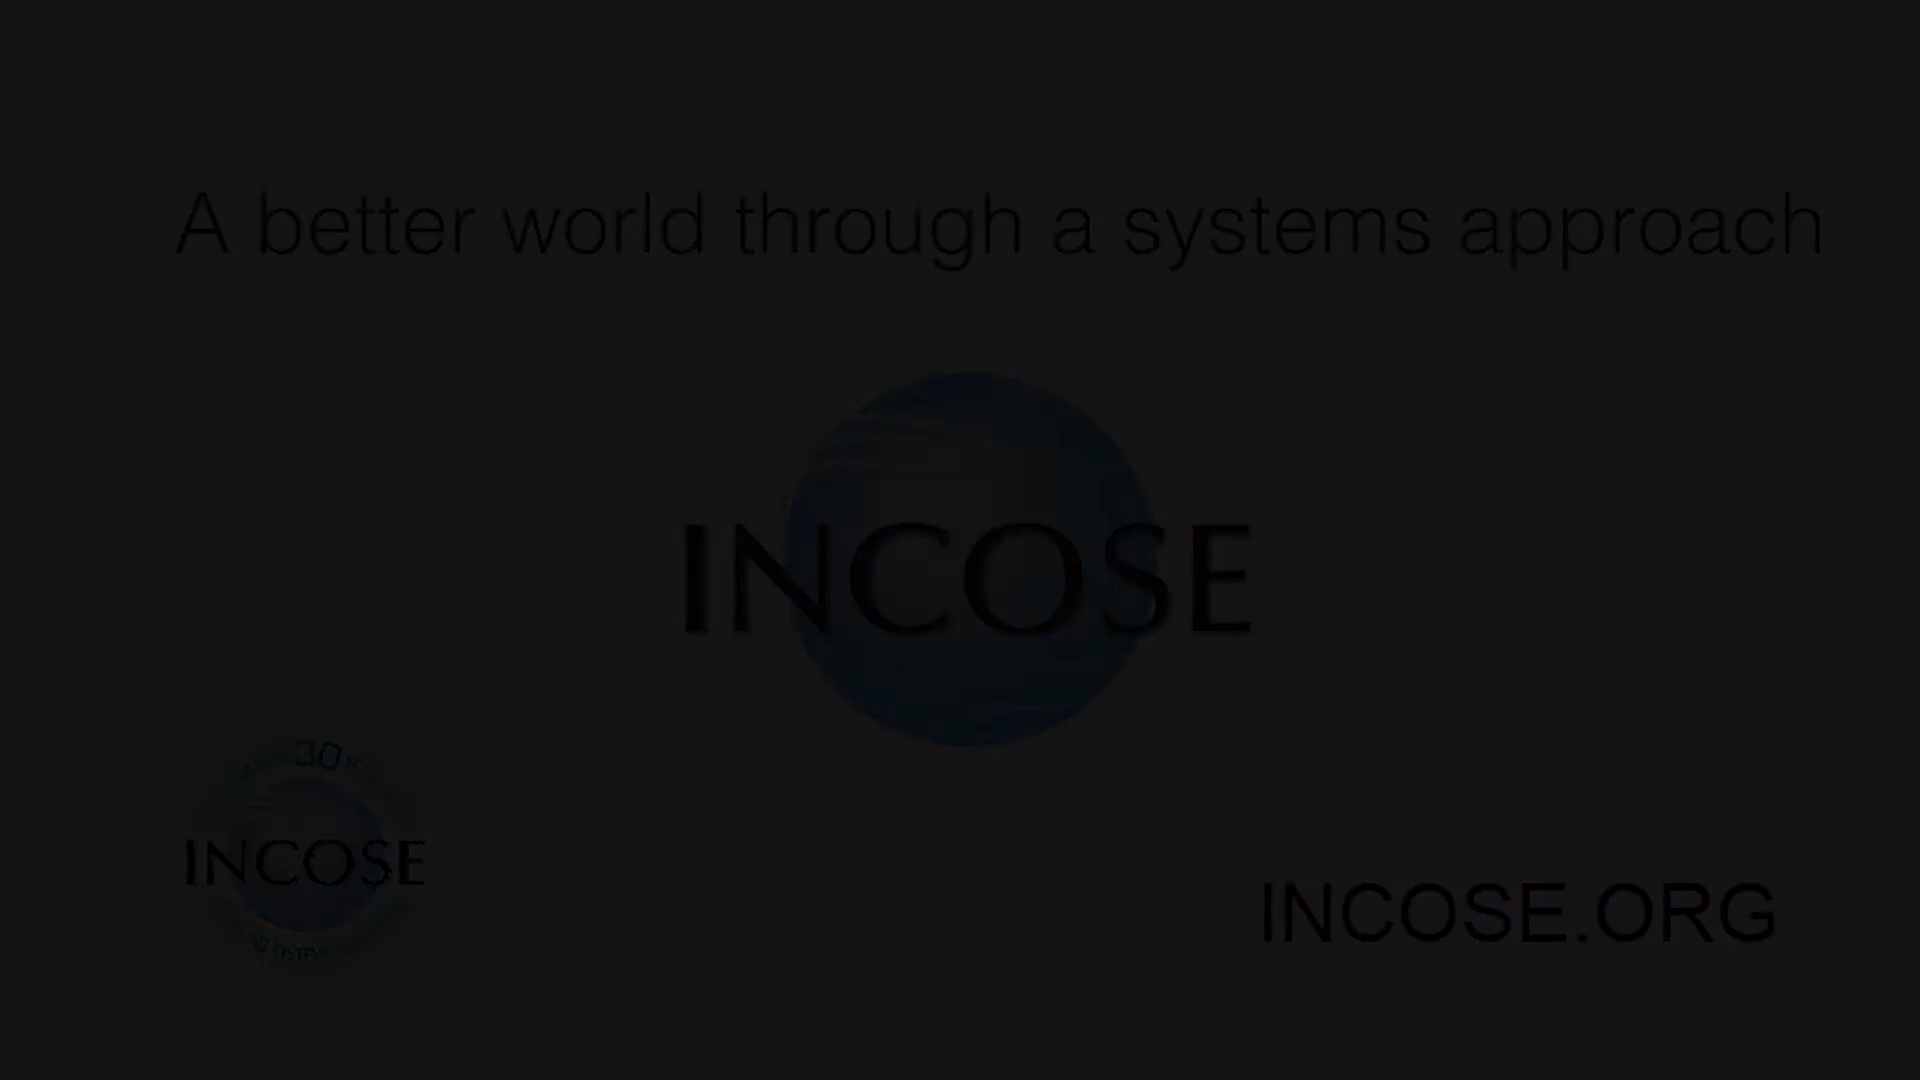 A better world through a systems approach
INCOSE
30
INCOSE
INCOSE.ORG